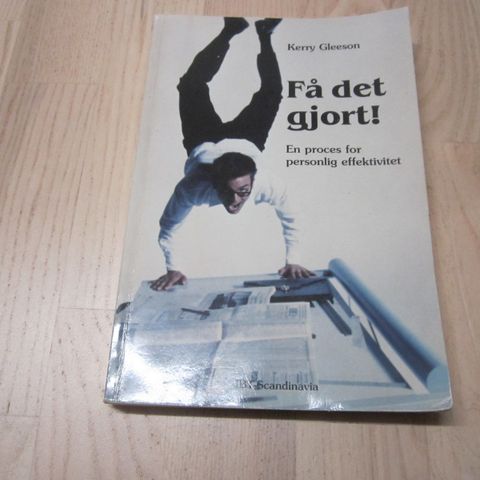 Kerry Gleeson
Få det
gjort!
En proces for
personlig effektivitet
Scandinavia